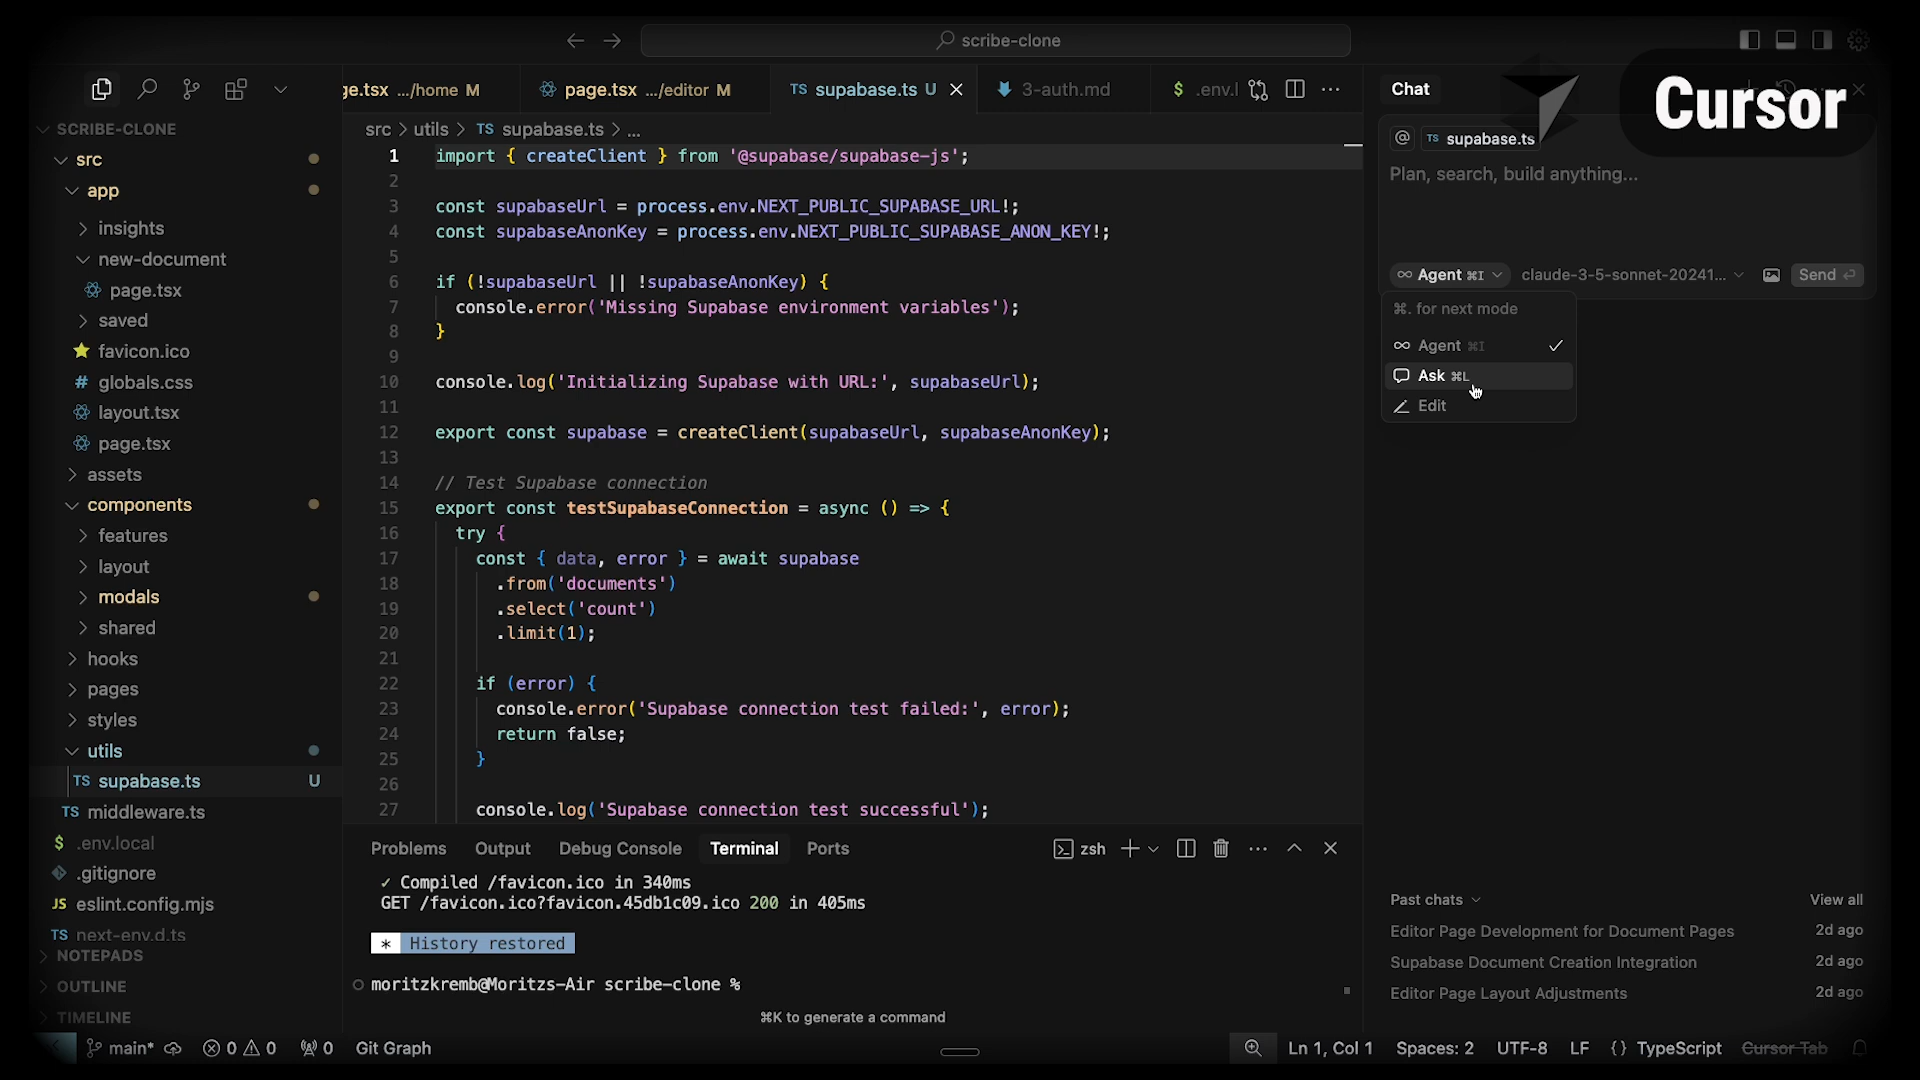 scribe-clone
Cursor
SCRIBE-CLONE
src
app
insights
new-document
page.tsx
saved
favicon.ico
# globals.css
layout.tsx
page.tsx
assets
components
features
layout
modals
shared
hooks
pages
styles
utils
TS supabase.ts U
TS middleware.ts
$ .env.local
.gitignore
JS eslint.config.mjs
TS next-env.d.ts
NOTEPADS
OUTLINE
TIMELINE
ge.tsx .../home M
page.tsx .../editor M
TS supabase.ts U
3-auth.md
$ .env.l
src > utils > TS supabase.ts > ...
1 import { createClient } from '@supabase/supabase-js';
2
3 const supabaseUrl = process.env.NEXT_PUBLIC_SUPABASE_URL!;
4 const supabaseAnonKey = process.env.NEXT_PUBLIC_SUPABASE_ANON_KEY!;
5
6 if (!supabaseUrl || !supabaseAnonKey) {
7 console.error('Missing Supabase environment variables');
8 }
9
10 console.log('Initializing Supabase with URL:', supabaseUrl);
11
12 export const supabase = createClient(supabaseUrl, supabaseAnonKey);
13
14 // Test Supabase connection
15 export const testSupabaseConnection = async () => {
16 try {
17 const { data, error } = await supabase
18 .from('documents')
19 .select('count')
20 .limit(1);
21
22 if (error) {
23 console.error('Supabase connection test failed:', error);
24 return false;
25 }
26
27 console.log('Supabase connection test successful');
Problems Output Debug Console Terminal Ports
zsh
✓ Compiled /favicon.ico in 340ms
GET /favicon.ico?favicon.45db1c09.ico 200 in 405ms
* History restored
moritzkremb@Moritzs-Air scribe-clone %
⌘K to generate a command
Chat
@ TS supabase.ts
Plan, search, build anything...
∞ Agent ⌘I
claude-3-5-sonnet-20241...
Send
⌘. for next mode
∞ Agent ⌘I ✓
Ask ⌘L
Edit
Past chats
View all
Editor Page Development for Document Pages 2d ago
Supabase Document Creation Integration 2d ago
Editor Page Layout Adjustments 2d ago
main* 0 0 0 Git Graph
Ln 1, Col 1 Spaces: 2 UTF-8 LF {} TypeScript Cursor Tab